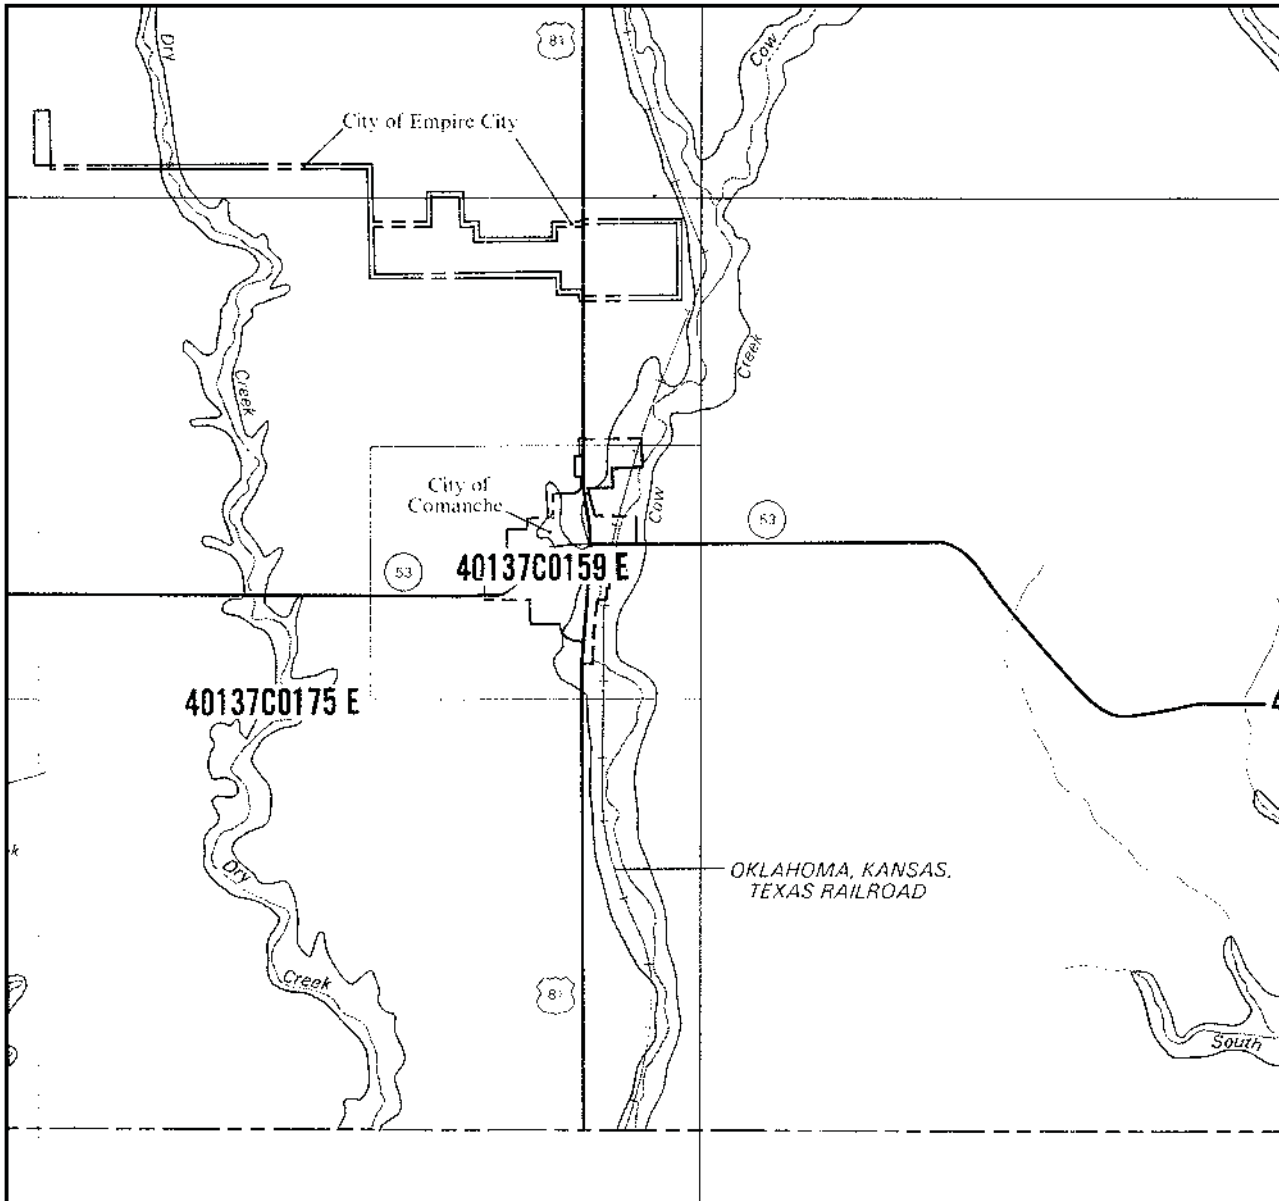 Dry
81
Cow
City of Empire City
Creek
Creek
City of
Comanche
Cow
53
53
40137C0159 E
40137C0175 E
Dry
OKLAHOMA, KANSAS,
TEXAS RAILROAD
Creek
81
South